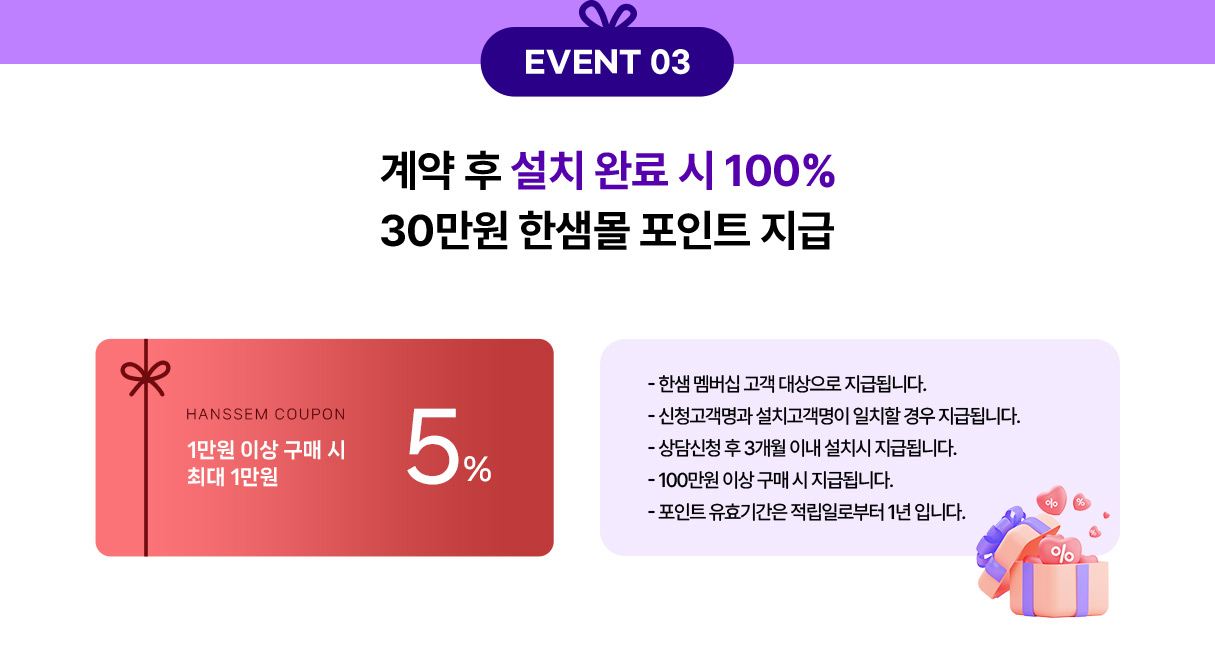 EVENT 03
계약 후 설치 완료 시 100%
30만원 한샘몰 포인트 지급
HANSSEM COUPON
1만원 이상 구매 시
최대 1만원
5%
- 한샘 멤버십 고객 대상으로 지급됩니다.
- 신청고객명과 설치고객명이 일치할 경우 지급됩니다.
- 상담신청 후 3개월 이내 설치시 지급됩니다.
- 100만원 이상 구매 시 지급됩니다.
- 포인트 유효기간은 적립일로부터 1년 입니다.
%
%
%
%